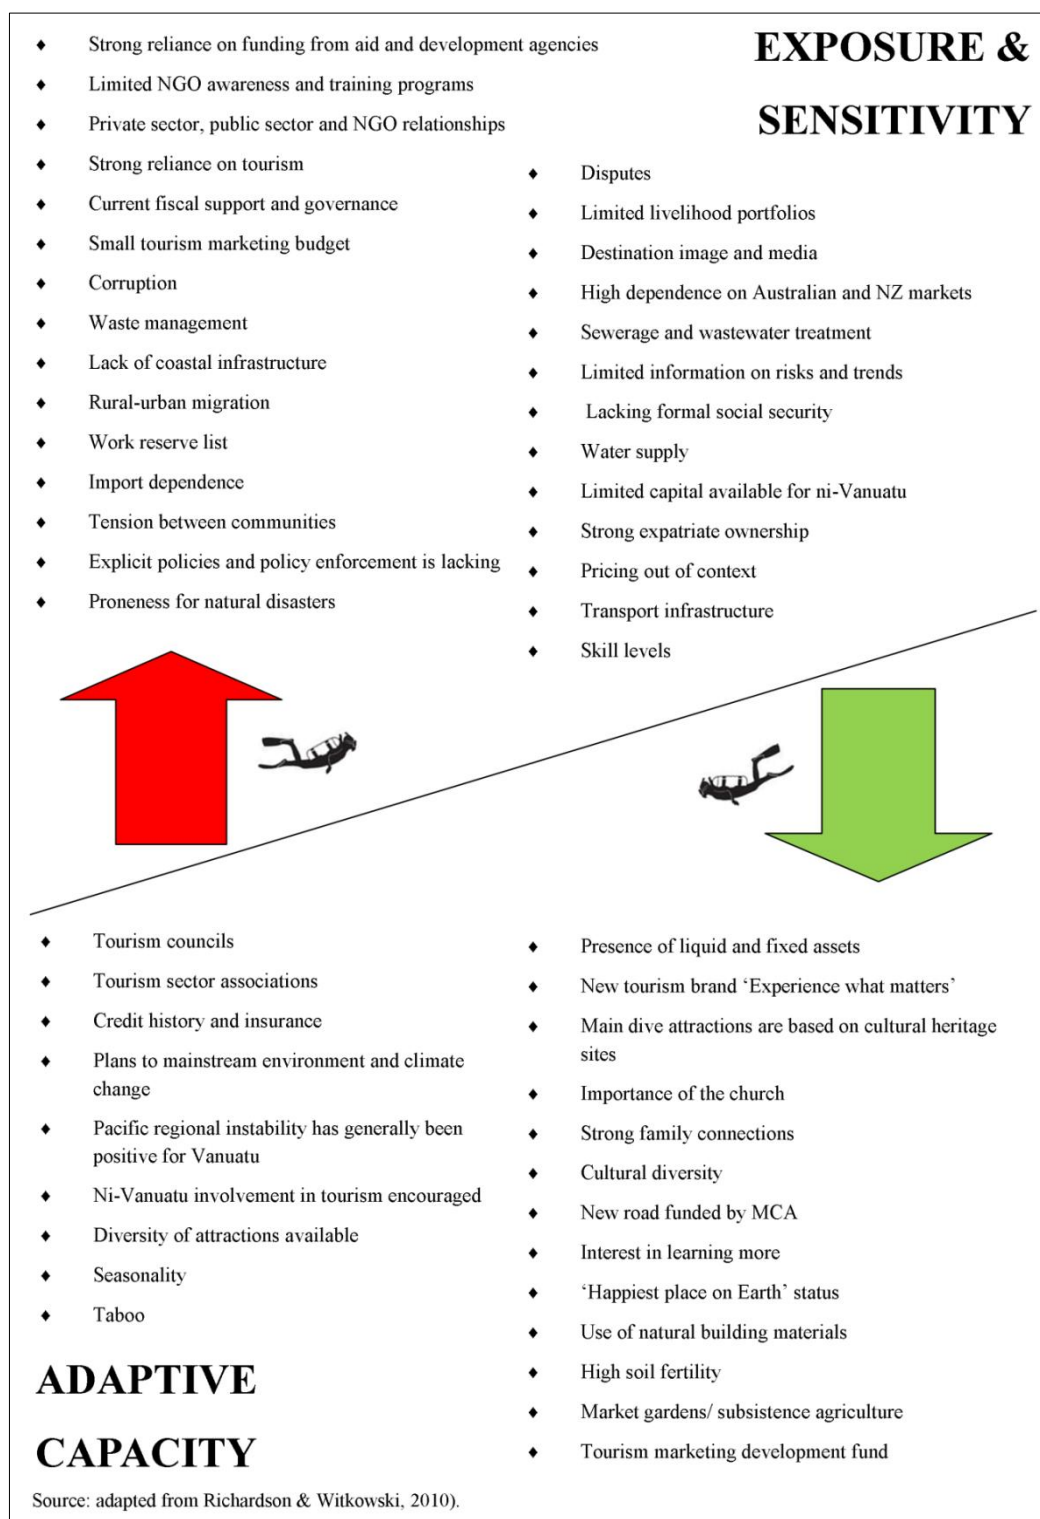 EXPOSURE &
SENSITIVITY
♦ Strong reliance on funding from aid and development agencies
♦ Limited NGO awareness and training programs
♦ Private sector, public sector and NGO relationships
♦ Strong reliance on tourism
♦ Current fiscal support and governance
♦ Small tourism marketing budget
♦ Corruption
♦ Waste management
♦ Lack of coastal infrastructure
♦ Rural-urban migration
♦ Work reserve list
♦ Import dependence
♦ Tension between communities
♦ Explicit policies and policy enforcement is lacking
♦ Proneness for natural disasters
♦ Disputes
♦ Limited livelihood portfolios
♦ Destination image and media
♦ High dependence on Australian and NZ markets
♦ Sewerage and wastewater treatment
♦ Limited information on risks and trends
♦ Lacking formal social security
♦ Water supply
♦ Limited capital available for ni-Vanuatu
♦ Strong expatriate ownership
♦ Pricing out of context
♦ Transport infrastructure
♦ Skill levels
♦ Tourism councils
♦ Tourism sector associations
♦ Credit history and insurance
♦ Plans to mainstream environment and climate
change
♦ Pacific regional instability has generally been
positive for Vanuatu
♦ Ni-Vanuatu involvement in tourism encouraged
♦ Diversity of attractions available
♦ Seasonality
♦ Taboo
♦ Presence of liquid and fixed assets
♦ New tourism brand ‘Experience what matters’
♦ Main dive attractions are based on cultural heritage
sites
♦ Importance of the church
♦ Strong family connections
♦ Cultural diversity
♦ New road funded by MCA
♦ Interest in learning more
♦ ‘Happiest place on Earth’ status
♦ Use of natural building materials
♦ High soil fertility
♦ Market gardens/ subsistence agriculture
♦ Tourism marketing development fund
ADAPTIVE
CAPACITY
Source: adapted from Richardson & Witkowski, 2010).